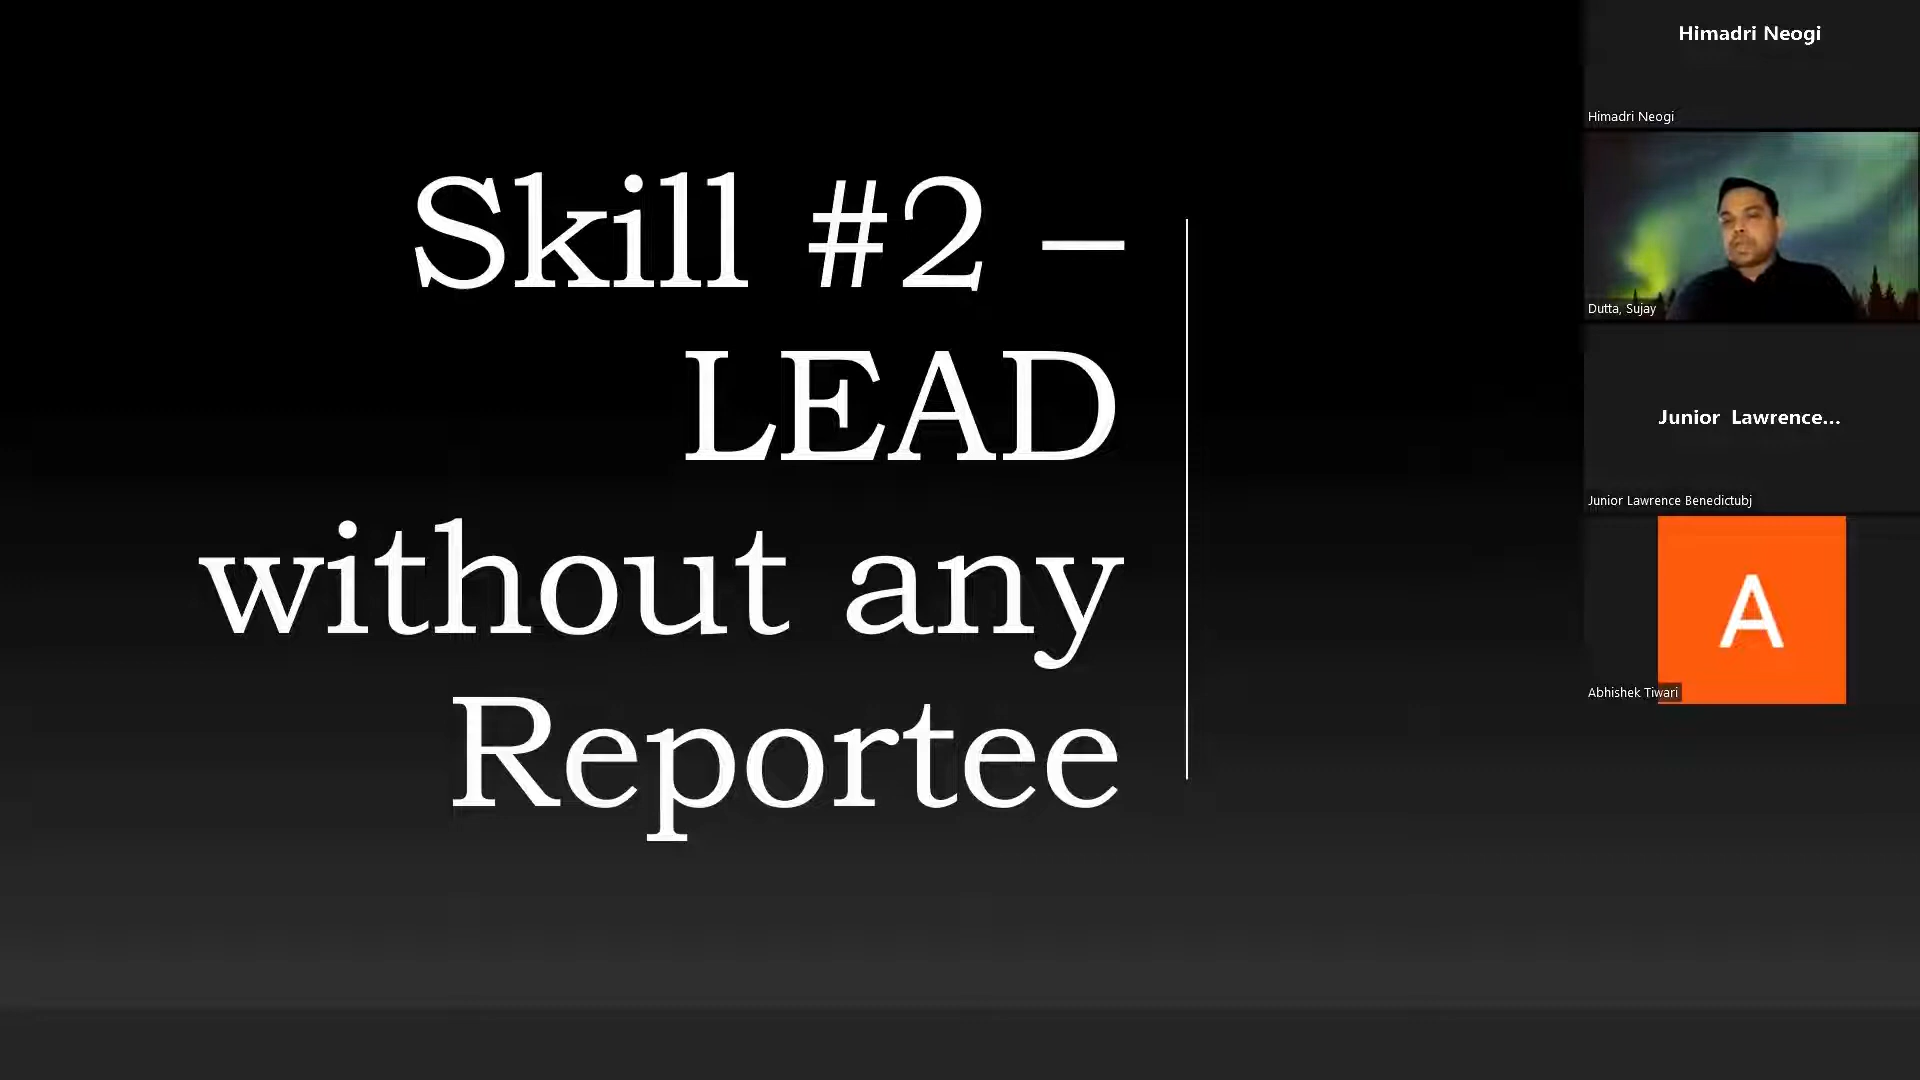 Skill #2 –
LEAD
without any
Reportee
Himadri Neogi
Himadri Neogi
Dutta, Sujay
Junior Lawrence...
Junior Lawrence Benedictubj
A
Abhishek Tiwari